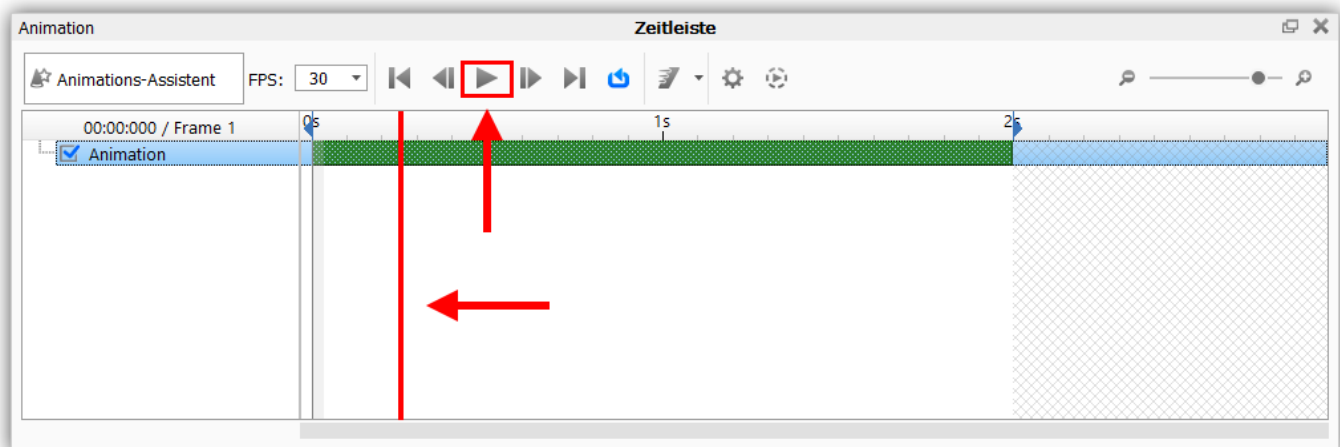 Animation Zeitleiste
Animations-Assistent FPS: 30
00:00:000 / Frame 1 0s 1s 2s
Animation